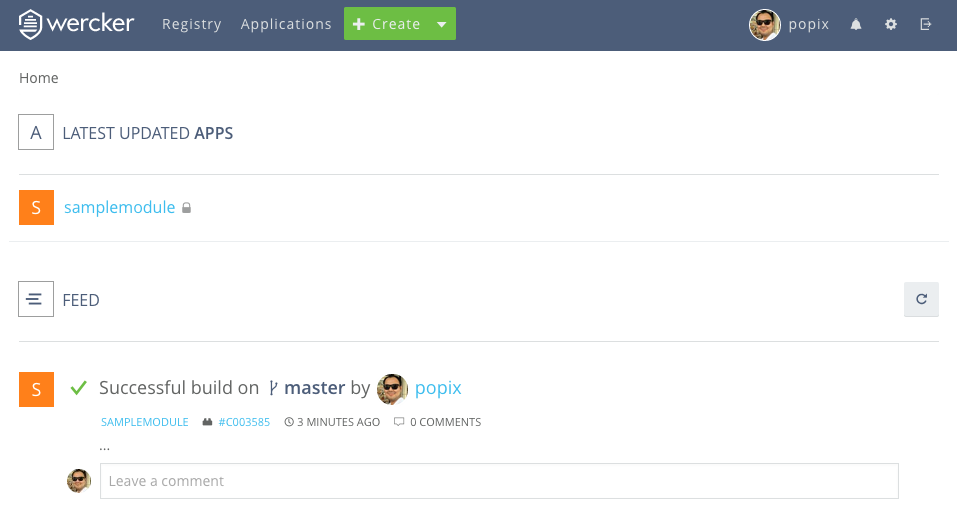 wercker Registry Applications + Create popix
Home
A LATEST UPDATED APPS
S samplemodule
FEED
S Successful build on master by popix
SAMPLEMODULE #C003585 3 MINUTES AGO 0 COMMENTS
...
Leave a comment